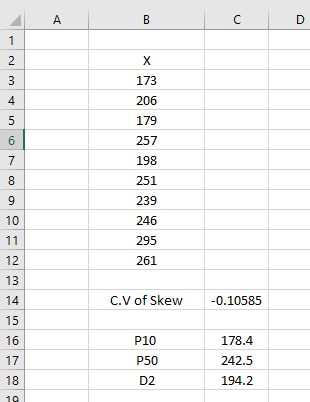 A B C D
1
2 X
3 173
4 206
5 179
6 257
7 198
8 251
9 239
10 246
11 295
12 261
13
14 C.V of Skew -0.10585
15
16 P10 178.4
17 P50 242.5
18 D2 194.2
19